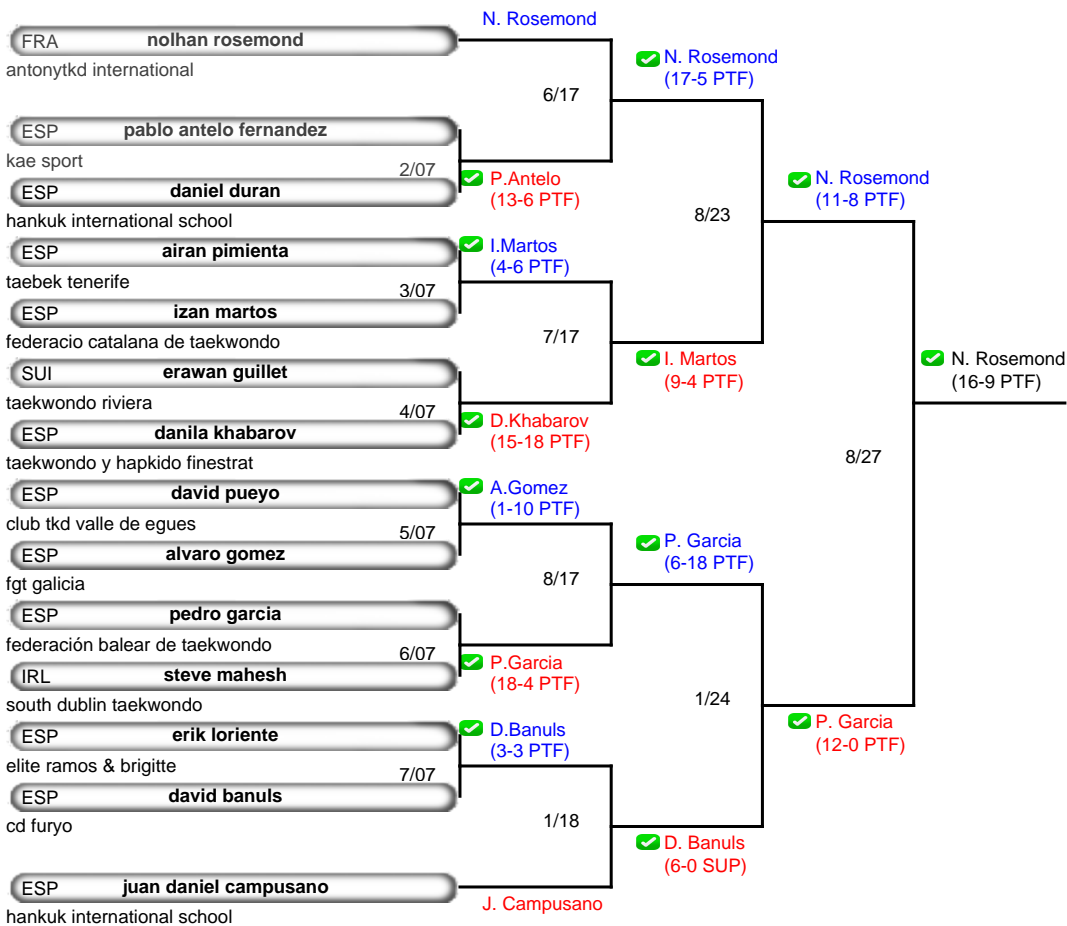 FRA nolhan rosemond
antonytkd international
ESP pablo antelo fernandez
kae sport
2/07
ESP daniel duran
hankuk international school
ESP airan pimienta
taebek tenerife
3/07
ESP izan martos
federacio catalana de taekwondo
SUI erawan guillet
taekwondo riviera
4/07
ESP danila khabarov
taekwondo y hapkido finestrat
ESP david pueyo
club tkd valle de egues
5/07
ESP alvaro gomez
fgt galicia
ESP pedro garcia
federación balear de taekwondo
6/07
IRL steve mahesh
south dublin taekwondo
ESP erik loriente
elite ramos & brigitte
7/07
ESP david banuls
cd furyo
ESP juan daniel campusano
hankuk international school
N. Rosemond
6/17
P.Antelo
(13-6 PTF)
I.Martos
(4-6 PTF)
7/17
D.Khabarov
(15-18 PTF)
A.Gomez
(1-10 PTF)
8/17
P.Garcia
(18-4 PTF)
D.Banuls
(3-3 PTF)
1/18
J. Campusano
N. Rosemond
(17-5 PTF)
8/23
I. Martos
(9-4 PTF)
P. Garcia
(6-18 PTF)
1/24
D. Banuls
(6-0 SUP)
N. Rosemond
(11-8 PTF)
8/27
P. Garcia
(12-0 PTF)
N. Rosemond
(16-9 PTF)